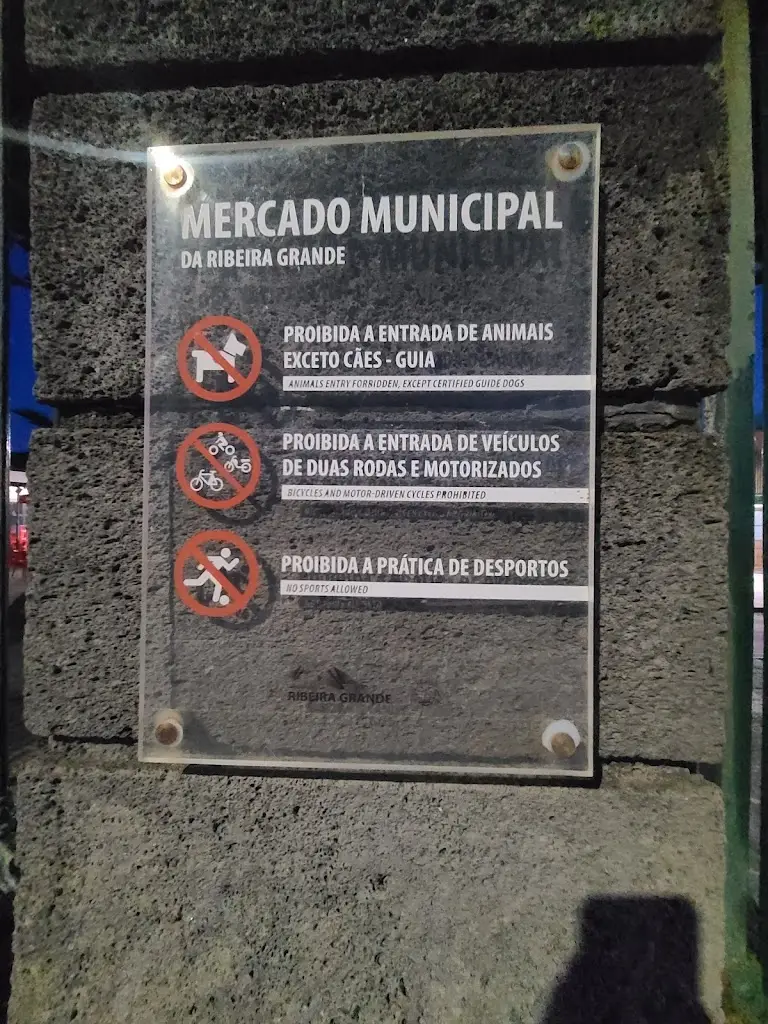 MERCADO MUNICIPAL
DA RIBEIRA GRANDE
PROIBIDA A ENTRADA DE ANIMAIS
EXCETO CÃES - GUIA
ANIMALS ENTRY FORRIDDEN, EXCEPT CERTIFIED GUIDE DOGS
PROIBIDA A ENTRADA DE VEÍCULOS
DE DUAS RODAS E MOTORIZADOS
BICYCLES AND MOTOR-DRIVEN CYCLES PROHIBITED
PROIBIDA A PRÁTICA DE DESPORTOS
NO SPORTS ALLOWED
RIBEIRA GRANDE